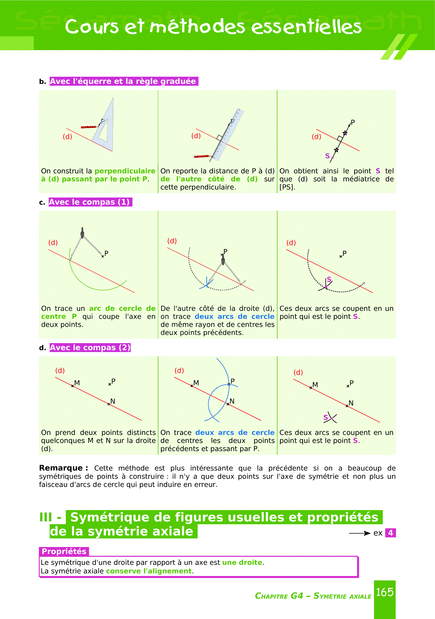 Cours et méthodes essentielles
b. Avec l'équerre et la règle graduée
(d)
P
(d)
P
(d)
P
S
On construit la perpendiculaire
à (d) passant par le point P.
On reporte la distance de P à (d)
de l'autre côté de (d) sur
cette perpendiculaire.
On obtient ainsi le point S tel
que (d) soit la médiatrice de
[PS].
c. Avec le compas (1)
(d)
P
(d)
P
(d)
P
S
On trace un arc de cercle de
centre P qui coupe l'axe en
deux points.
De l'autre côté de la droite (d),
on trace deux arcs de cercle
de même rayon et de centres les
deux points précédents.
Ces deux arcs se coupent en un
point qui est le point S.
d. Avec le compas (2)
(d)
M
P
N
(d)
M
P
N
(d)
M
P
N
S
On prend deux points distincts
quelconques M et N sur la droite
(d).
On trace deux arcs de cercle
de centres les deux points
précédents et passant par P.
Ces deux arcs se coupent en un
point qui est le point S.
Remarque : Cette méthode est plus intéressante que la précédente si on a beaucoup de
symétriques de points à construire : il n'y a que deux points sur l'axe de symétrie et non plus un
faisceau d'arcs de cercle qui peut induire en erreur.
III - Symétrique de figures usuelles et propriétés
de la symétrie axiale
ex 4
Propriétés
Le symétrique d'une droite par rapport à un axe est une droite.
La symétrie axiale conserve l'alignement.
CHAPITRE G4 – SYMÉTRIE AXIALE 165